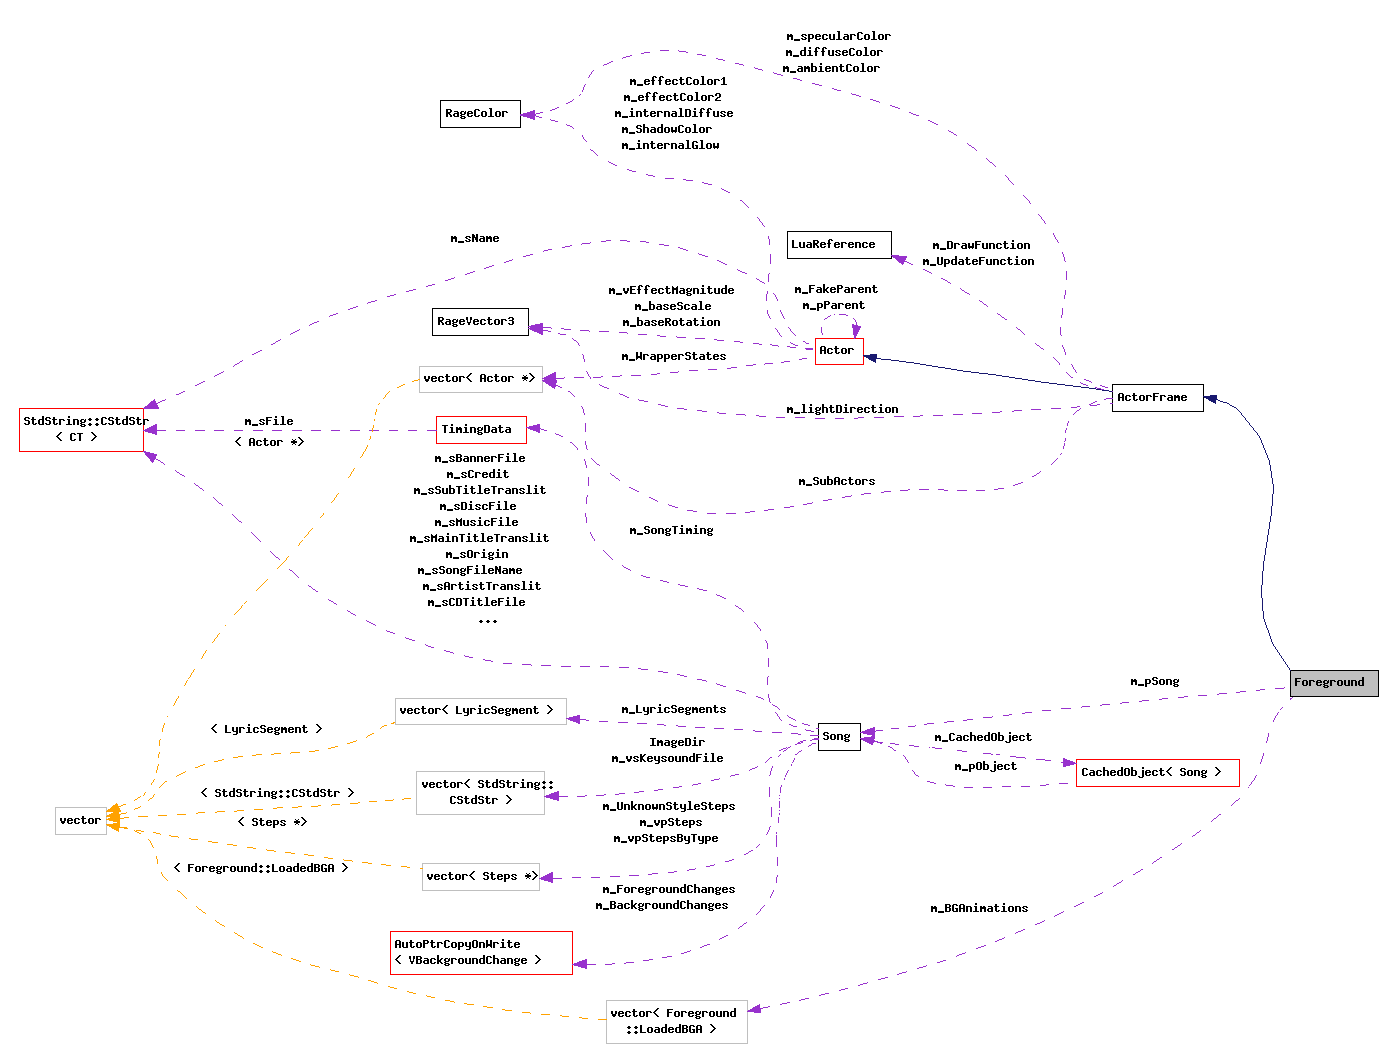 m_specularColor
m_diffuseColor
m_ambientColor
m_effectColor1
m_effectColor2
m_internalDiffuse
m_ShadowColor
m_internalGlow
RageColor
m_sName
LuaReference
m_DrawFunction
m_UpdateFunction
m_vEffectMagnitude
m_baseScale
m_baseRotation
m_FakeParent
m_pParent
RageVector3
Actor
m_WrapperStates
vector< Actor *>
ActorFrame
m_lightDirection
StdString::CStdStr
< CT >
m_sFile
< Actor *>
TimingData
m_sBannerFile
m_sCredit
m_sSubTitleTranslit
m_sDiscFile
m_sMusicFile
m_sMainTitleTranslit
m_sOrigin
m_sSongFileName
m_sArtistTranslit
m_sCDTitleFile
...
m_SubActors
m_SongTiming
Foreground
m_pSong
vector< LyricSegment >
m_LyricSegments
< LyricSegment >
Song
m_CachedObject
m_pObject
CachedObject< Song >
ImageDir
m_vsKeysoundFile
vector< StdString::
CStdStr >
< StdString::CStdStr >
vector
< Steps *>
m_UnknownStyleSteps
m_vpSteps
m_vpStepsByType
< Foreground::LoadedBGA >
vector< Steps *>
m_ForegroundChanges
m_BackgroundChanges
m_BGAnimations
AutoPtrCopyOnWrite
< VBackgroundChange >
vector< Foreground
::LoadedBGA >